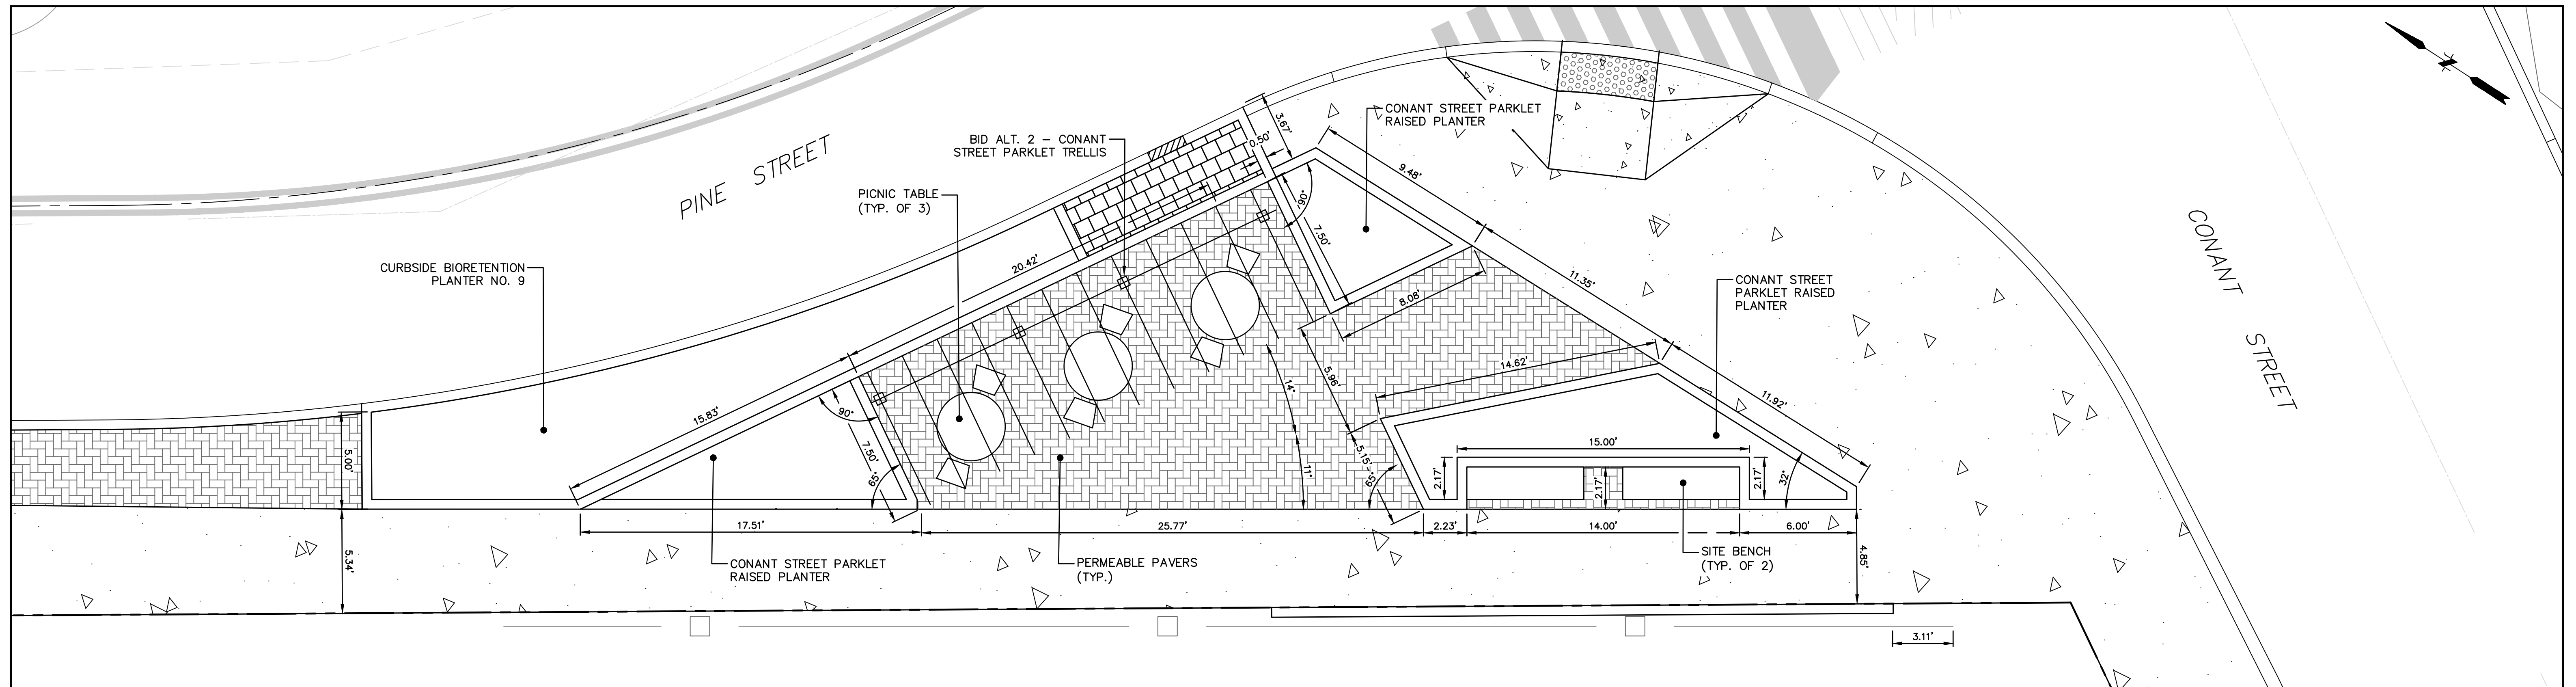 PINE STREET
CONANT STREET
BID ALT. 2 – CONANT
STREET PARKLET TRELLIS
CONANT STREET PARKLET
RAISED PLANTER
PICNIC TABLE
(TYP. OF 3)
CURBSIDE BIORETENTION
PLANTER NO. 9
CONANT STREET
PARKLET RAISED
PLANTER
3.67'
0.50'
9.48'
90°
7.50'
20.42'
11.35'
8.08'
15.83'
90°
7.50'
65°
14°
11°
5.96'
5.15'
65°
14.62'
11.92'
15.00'
2.17'
2.17'
2.17'
32°
5.00'
5.34'
17.51'
25.77'
2.23'
14.00'
6.00'
4.85'
CONANT STREET PARKLET
RAISED PLANTER
PERMEABLE PAVERS
(TYP.)
SITE BENCH
(TYP. OF 2)
3.11'